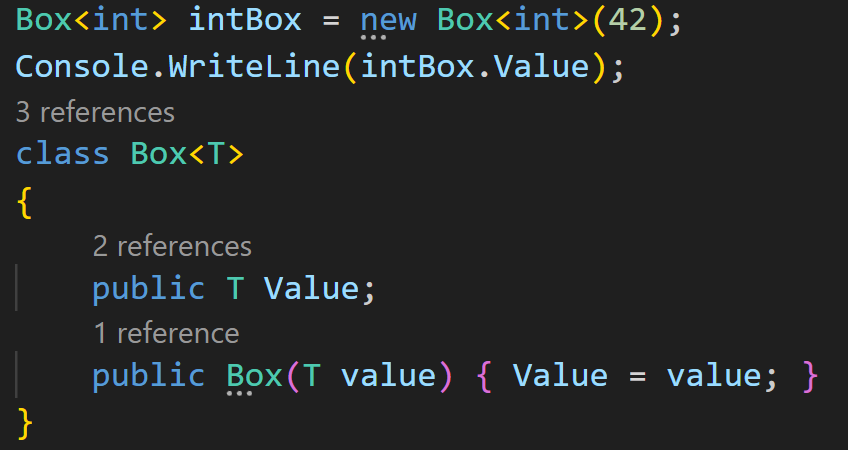 Box<int> intBox = new Box<int>(42);
Console.WriteLine(intBox.Value);
3 references
class Box<T>
{
2 references
public T Value;
1 reference
public Box(T value) { Value = value; }
}